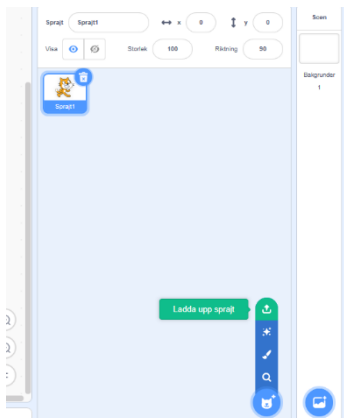 Sprajt Sprajt1 x 0 y 0
Scen
Visa Storlek 100 Riktning 90
Bakgrunder
1
Sprajt1
Ladda upp sprajt